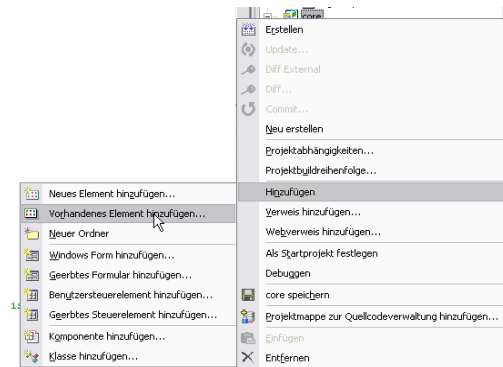 core
Erstellen
Update...
Diff External
Diff...
Commit...
Neu erstellen
Projektabhängigkeiten...
Projektbuildreihenfolge...
Hinzufügen
Verweis hinzufügen...
Webverweis hinzufügen...
Als Startprojekt festlegen
Debuggen
core speichern
Projektmappe zur Quellcodeverwaltung hinzufügen...
Einfügen
Entfernen
Neues Element hinzufügen...
Vorhandenes Element hinzufügen...
Neuer Ordner
Windows Form hinzufügen...
Geerbtes Formular hinzufügen...
Benutzersteuerelement hinzufügen...
Geerbtes Steuerelement hinzufügen...
Komponente hinzufügen...
Klasse hinzufügen...